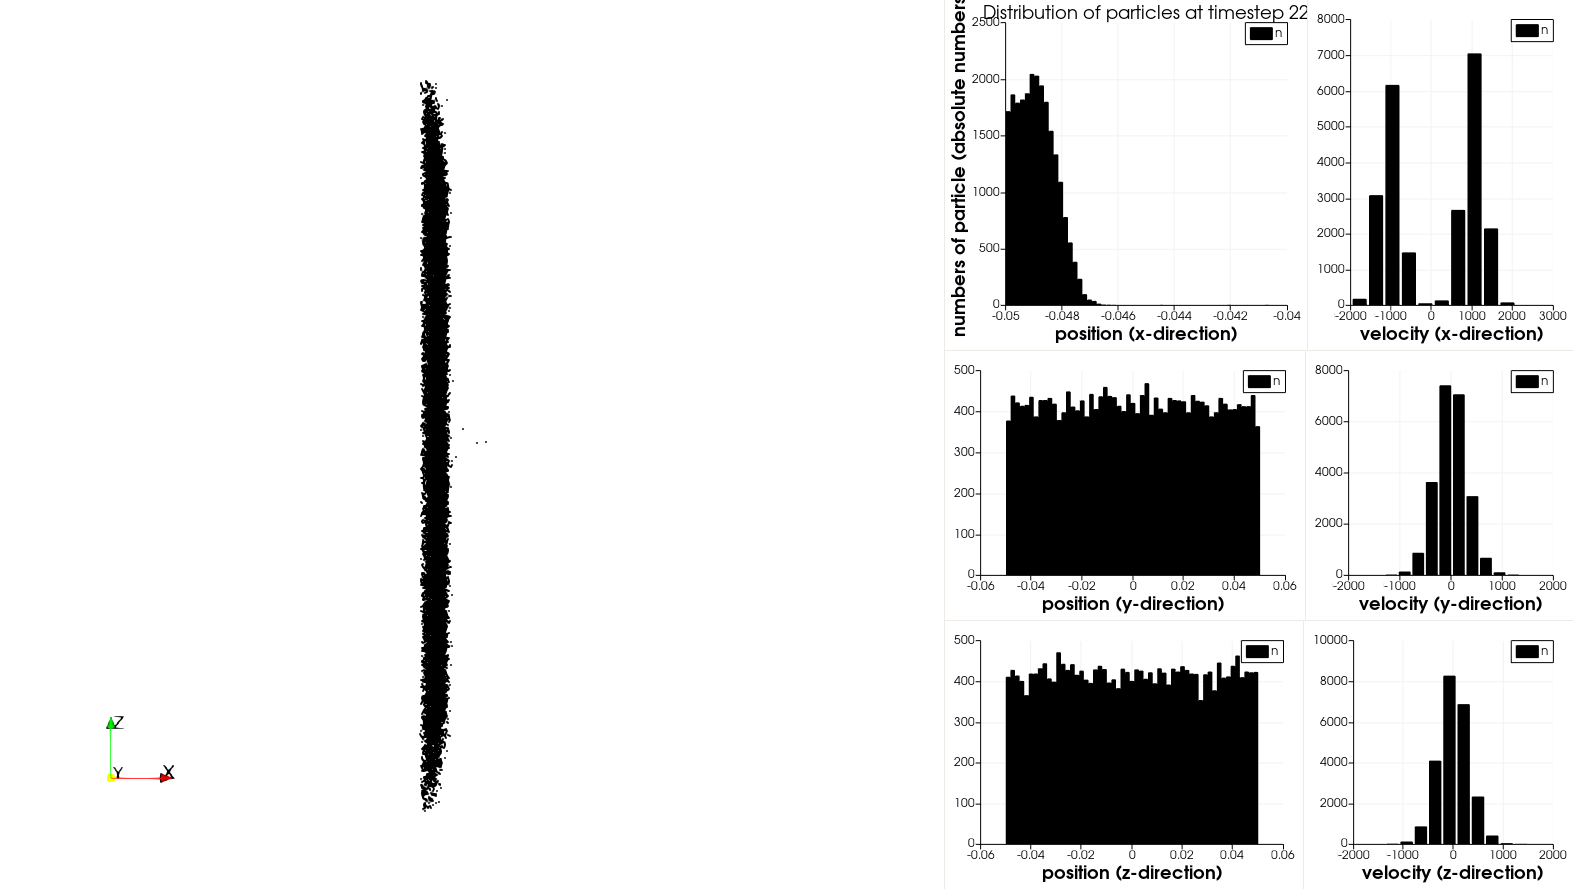 Distribution of particles at timestep 22
numbers of particle (absolute numbers
2500
2000
1500
1000
500
0
-0.05 -0.048 -0.046 -0.044 -0.042 -0.04
position (x-direction)
n
8000
7000
6000
5000
4000
3000
2000
1000
0
-2000 -1000 0 1000 2000 3000
velocity (x-direction)
n
500
400
300
200
100
0
-0.06 -0.04 -0.02 0 0.02 0.04 0.06
position (y-direction)
n
8000
6000
4000
2000
0
-2000 -1000 0 1000 2000
velocity (y-direction)
n
500
400
300
200
100
0
-0.06 -0.04 -0.02 0 0.02 0.04 0.06
position (z-direction)
n
10000
8000
6000
4000
2000
0
-2000 -1000 0 1000 2000
velocity (z-direction)
n
Z
Y
X